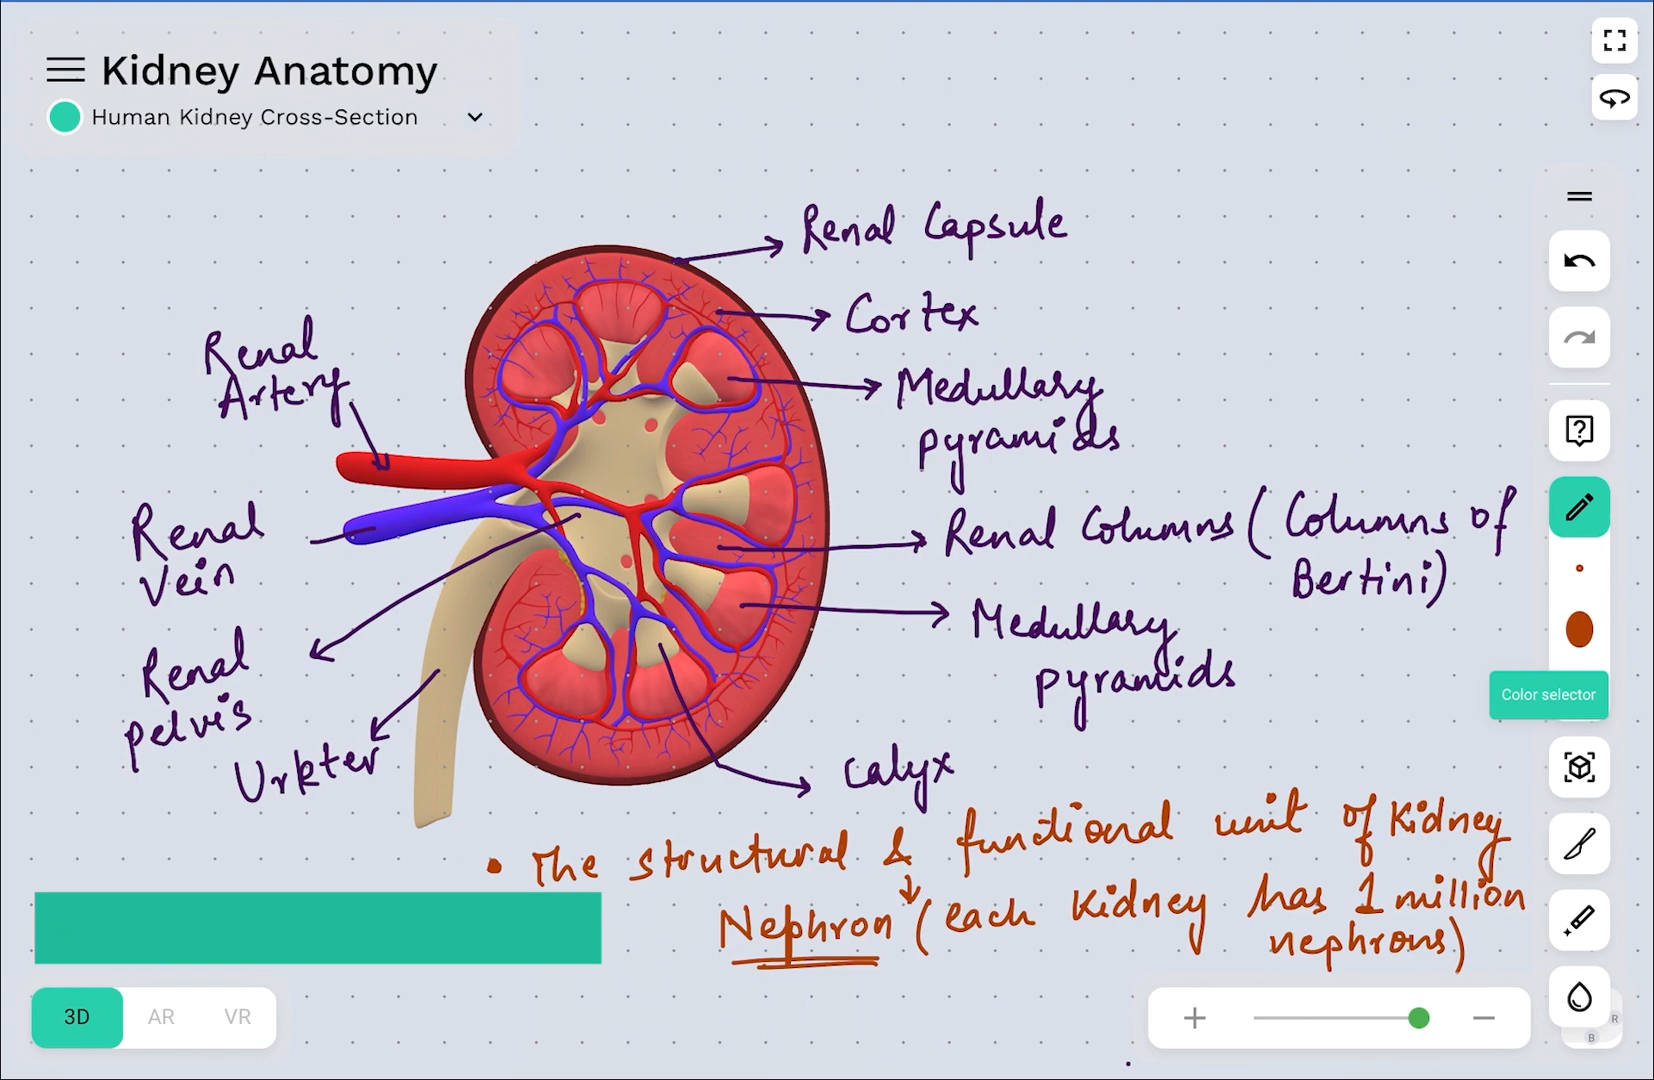 Kidney Anatomy
Human Kidney Cross-Section
Renal Capsule
Cortex
Medullary
pyramids
Renal Columns (Columns of
Bertini)
Medullary
pyramids
Calyx
Renal
Artery
Renal
Vein
Renal
pelvis
Urkter
• The structural & functional unit of Kidney
Nephron (each Kidney has 1 million
nephrons)
Color selector
3D AR VR
R
B